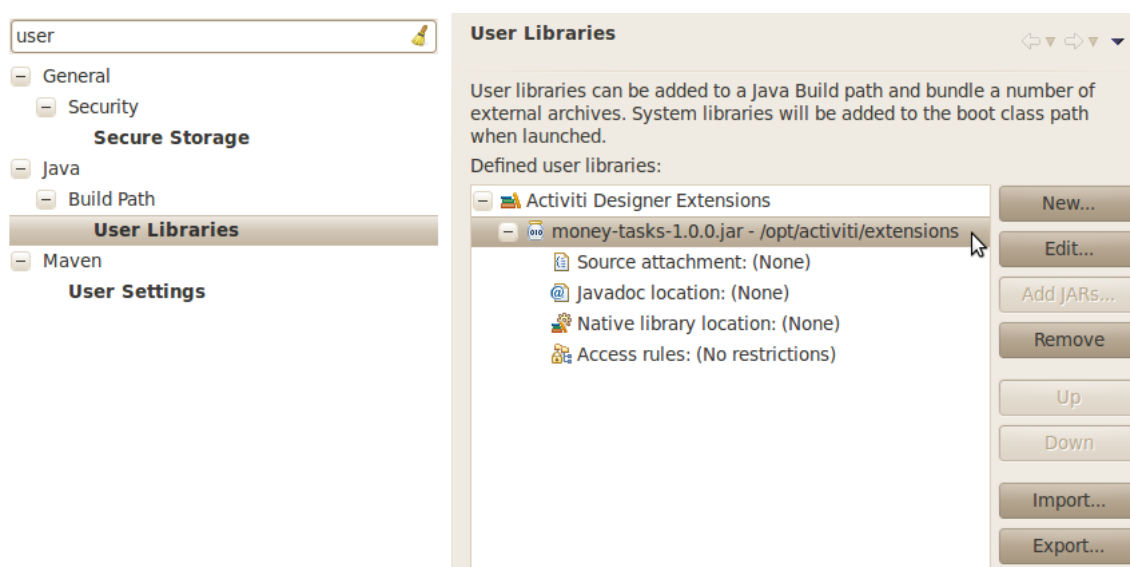 user
General
Security
Secure Storage
Java
Build Path
User Libraries
Maven
User Settings
User Libraries
User libraries can be added to a Java Build path and bundle a number of
external archives. System libraries will be added to the boot class path
when launched.
Defined user libraries:
Activiti Designer Extensions
money-tasks-1.0.0.jar - /opt/activiti/extensions
Source attachment: (None)
Javadoc location: (None)
Native library location: (None)
Access rules: (No restrictions)
New...
Edit...
Add JARs...
Remove
Up
Down
Import...
Export...